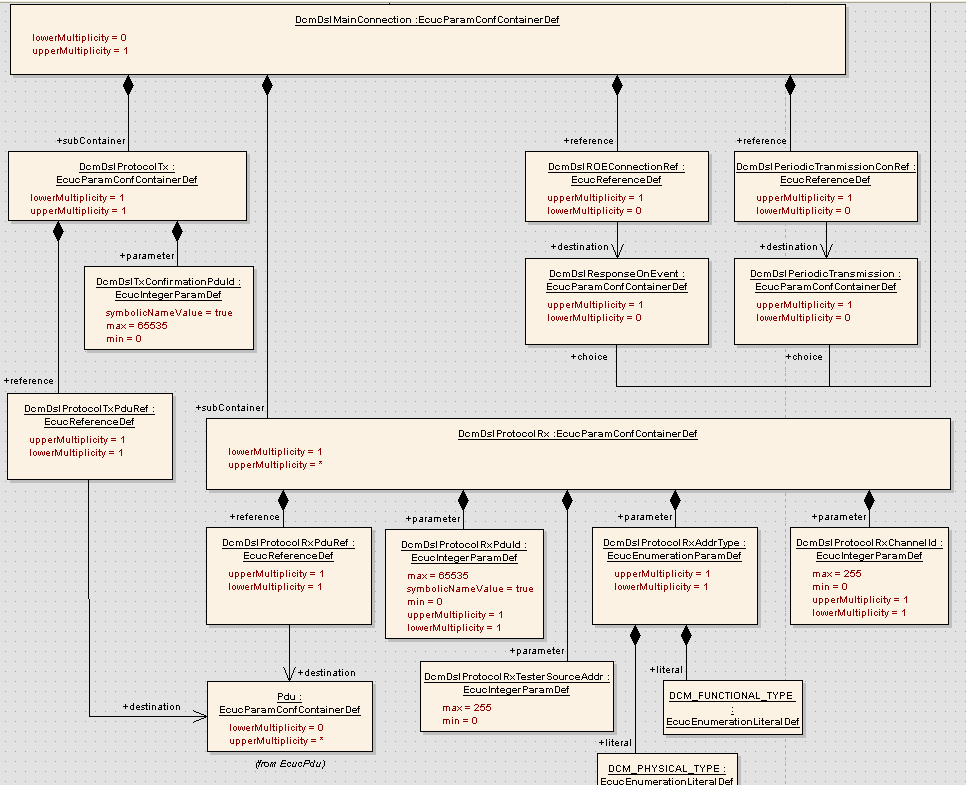 DcmDslMainConnection :EcucParamConfContainerDef
lowerMultiplicity = 0
upperMultiplicity = 1
+subContainer
+reference
+reference
DcmDslProtocolTx :
EcucParamConfContainerDef
lowerMultiplicity = 1
upperMultiplicity = 1
DcmDslROEConnectionRef :
EcucReferenceDef
upperMultiplicity = 1
lowerMultiplicity = 0
DcmDslPeriodicTranmissionConRef :
EcucReferenceDef
upperMultiplicity = 1
lowerMultiplicity = 0
+parameter
+destination
+destination
DcmDslTxConfirmationPduId :
EcucIntegerParamDef
symbolicNameValue = true
max = 65535
min = 0
DcmDslResponseOnEvent :
EcucParamConfContainerDef
upperMultiplicity = 1
lowerMultiplicity = 0
DcmDslPeriodicTransmission :
EcucParamConfContainerDef
upperMultiplicity = 1
lowerMultiplicity = 0
+choice
+choice
+reference
+subContainer
DcmDslProtocolTxPduRef :
EcucReferenceDef
upperMultiplicity = 1
lowerMultiplicity = 1
DcmDslProtocolRx :EcucParamConfContainerDef
lowerMultiplicity = 1
upperMultiplicity = *
+reference
+parameter
+parameter
+parameter
DcmDslProtocolRxPduRef :
EcucReferenceDef
upperMultiplicity = 1
lowerMultiplicity = 1
DcmDslProtocolRxPduId :
EcucIntegerParamDef
max = 65535
symbolicNameValue = true
min = 0
upperMultiplicity = 1
lowerMultiplicity = 1
DcmDslProtocolRxAddrType :
EcucEnumerationParamDef
upperMultiplicity = 1
lowerMultiplicity = 1
DcmDslProtocolRxChannelId :
EcucIntegerParamDef
max = 255
min = 0
upperMultiplicity = 1
lowerMultiplicity = 1
+parameter
+destination
+literal
DcmDslProtocolRxTesterSourceAddr :
EcucIntegerParamDef
max = 255
min = 0
DCM_FUNCTIONAL_TYPE
:
EcucEnumerationLiteralDef
+destination
Pdu :
EcucParamConfContainerDef
lowerMultiplicity = 0
upperMultiplicity = *
(from EcucPdu)
+literal
DCM_PHYSICAL_TYPE :
EcucEnumerationLiteralDef